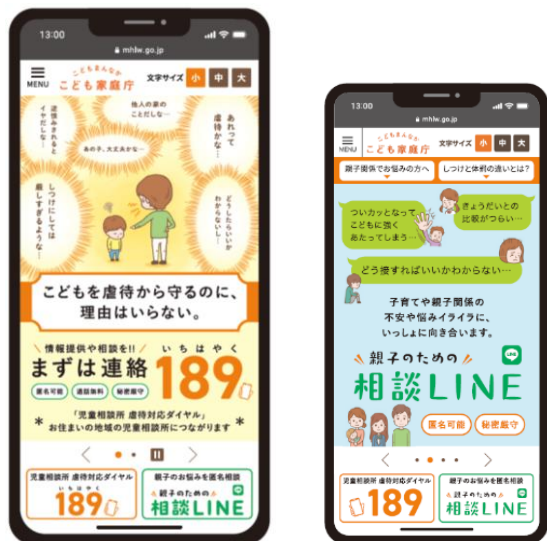 13:00
mhlw.go.jp
MENU
こどもまんなか
こども家庭庁
文字サイズ 小 中 大
逆恨みされると
イヤだしな…
他人の家の
ことだしな…
あれって
虐待かな…
あの子、大丈夫かな…
しつけにしては
厳しすぎるような…
どうしたらいいか
わからないし…
こどもを虐待から守るのに、
理由はいらない。
情報提供や相談を!!
まずは連絡
いちはやく
189
匿名可能 通話無料 秘密厳守
「児童相談所 虐待対応ダイヤル」
* お住まいの地域の児童相談所につながります *
児童相談所 虐待対応ダイヤル
いちはやく
189
親子のお悩みを匿名相談
親子のための
相談LINE
13:00
mhlw.go.jp
MENU
こどもまんなか
こども家庭庁
文字サイズ 小 中 大
親子関係でお悩みの方へ
しつけと体罰の違いとは?
ついカッとなって
こどもに強く
あたってしまう…
きょうだいとの
比較がつらい…
どう接すればいいかわからない…
子育てや親子関係の
不安や悩みイライラに、
いっしょに向き合います。
親子のための
LINE
相談LINE
匿名可能 秘密厳守
児童相談所 虐待対応ダイヤル
いちはやく
189
親子のお悩みを匿名相談
親子のための
相談LINE